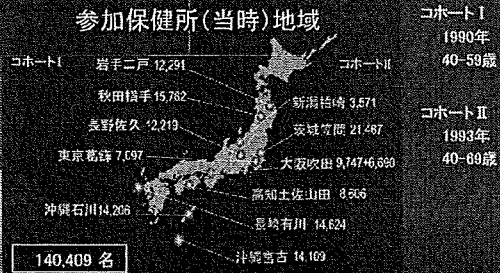 参加保健所(当時)地域
コホートⅠ
1990年
40-59歳
コホートⅡ
1993年
40-69歳
コホートⅠ
岩手二戸 12,291
秋田横手 15,782
長野佐久 12,219
東京葛飾 7,097
沖縄石川 14,206
コホートⅡ
新潟柏崎 3,571
茨城笠間 21,487
大阪吹田 9,747+6,690
高知土佐山田 8,606
長崎有川 14,624
沖縄宮古 14,109
140,409 名